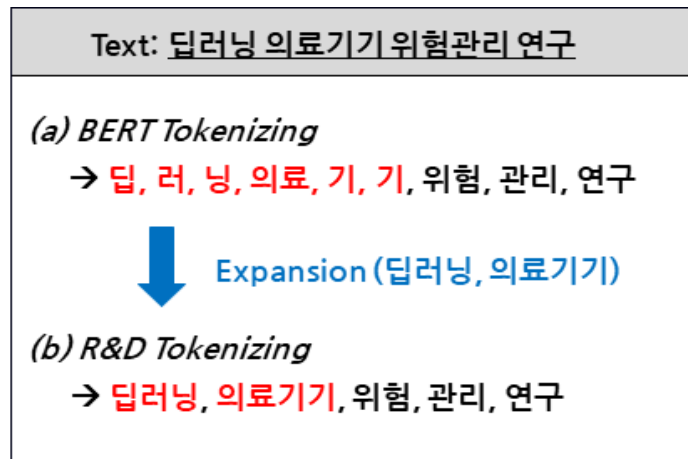 Text: 딥러닝 의료기기 위험관리 연구
(a) BERT Tokenizing
→ 딥, 러, 닝, 의료, 기, 기, 위험, 관리, 연구
Expansion (딥러닝, 의료기기)
(b) R&D Tokenizing
→ 딥러닝, 의료기기, 위험, 관리, 연구